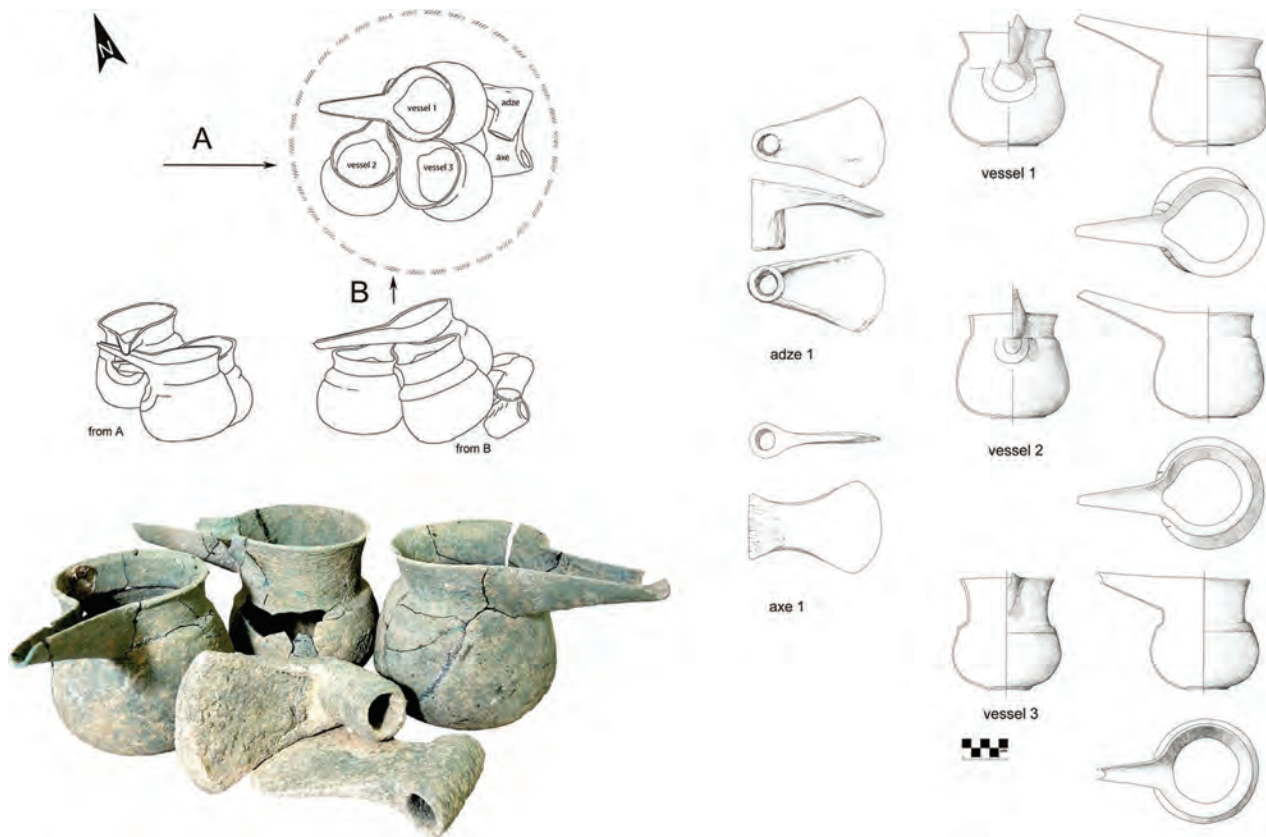 N
A
vessel 1
adze
vessel 2
vessel 3
axe
B
from A
from B
adze 1
axe 1
vessel 1
vessel 2
vessel 3